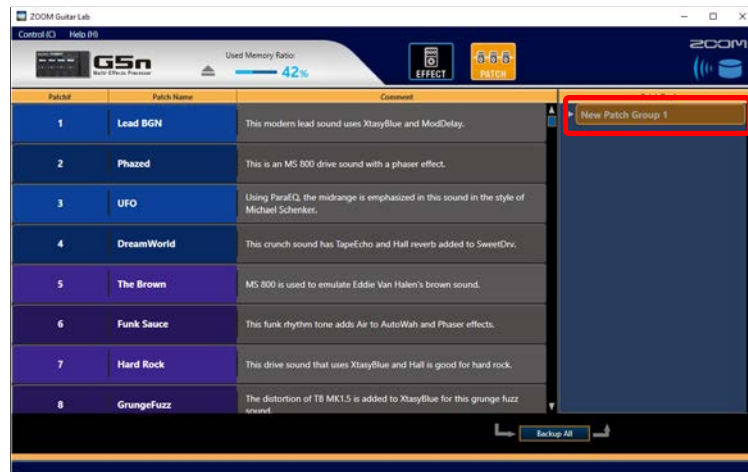 ZOOM Guitar Lab
Control (C) Help (H)
ZOOM
G5n
Multi-Effects Processor
Used Memory Ratio:
42%
EFFECT
PATCH
Patch# Patch Name Comment
1 Lead BGN This modern lead sound uses XtasyBlue and ModDelay.
New Patch Group 1
2 Phazed This is an MS 800 drive sound with a phaser effect.
3 UFO Using ParaEQ, the midrange is emphasized in this sound in the style of
Michael Schenker.
4 DreamWorld This crunch sound has TapeEcho and Hall reverb added to SweetDrv.
5 The Brown MS 800 is used to emulate Eddie Van Halen's brown sound.
6 Funk Sauce This funk rhythm tone adds Air to AutoWah and Phaser effects.
7 Hard Rock This drive sound that uses XtasyBlue and Hall is good for hard rock.
8 GrungeFuzz The distortion of TB MK1.5 is added to XtasyBlue for this grunge fuzz
sound.
Backup All